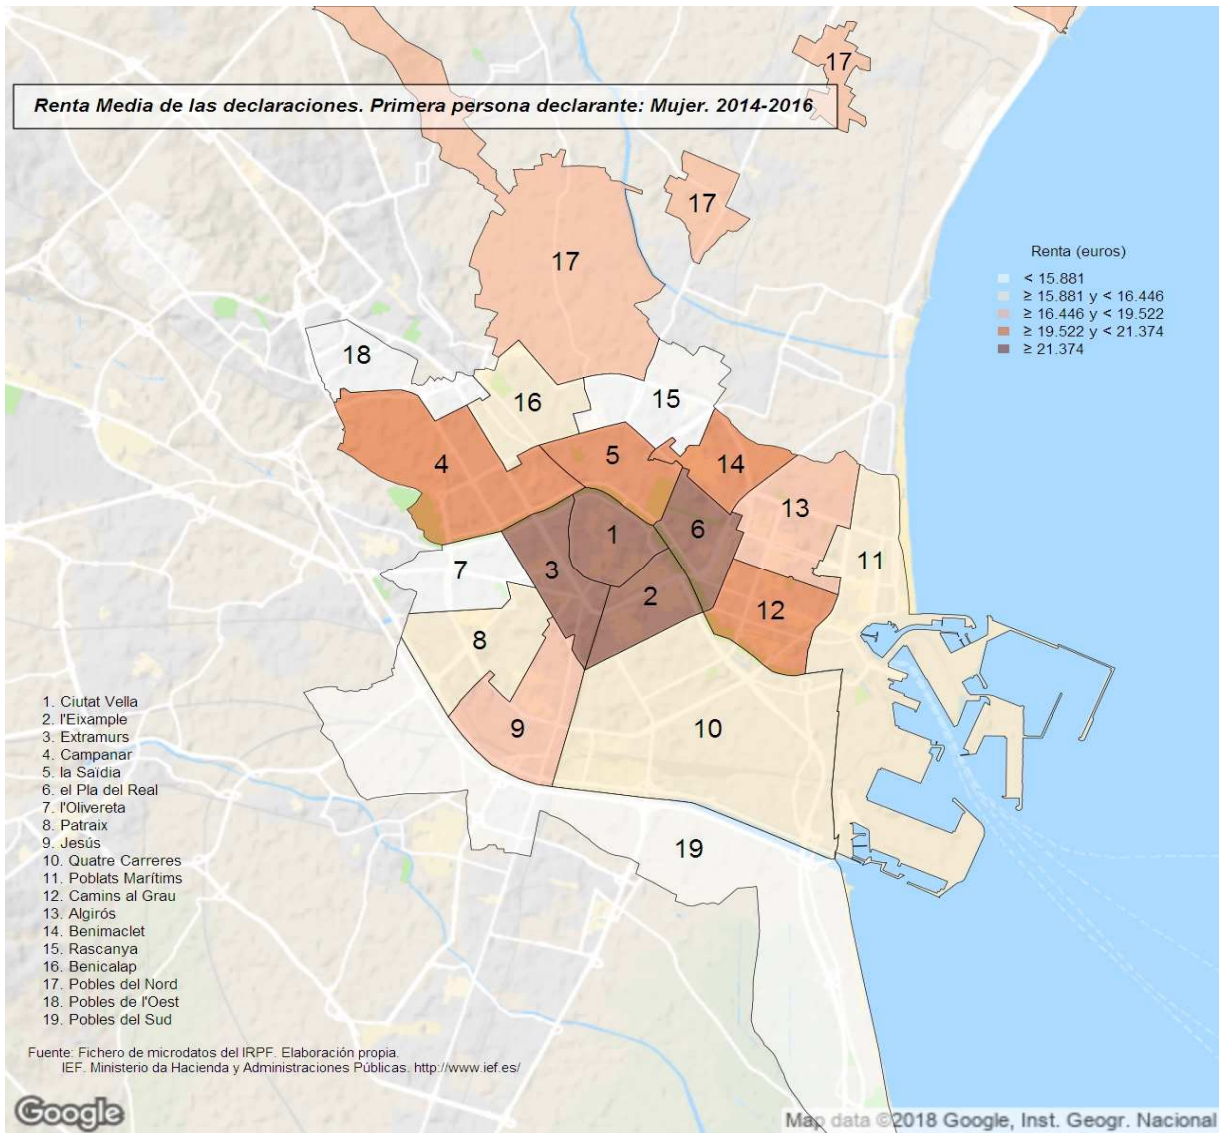 17
Renta Media de las declaraciones. Primera persona declarante: Mujer. 2014-2016
17
17
Renta (euros)
< 15.881
≥ 15.881 y < 16.446
≥ 16.446 y < 19.522
≥ 19.522 y < 21.374
≥ 21.374
18
16
15
4
5
14
13
1
6
11
7
3
2
12
8
9
10
19
1. Ciutat Vella
2. l'Eixample
3. Extramurs
4. Campanar
5. la Saïdia
6. el Pla del Real
7. l'Olivereta
8. Patraix
9. Jesús
10. Quatre Carreres
11. Poblats Marítims
12. Camins al Grau
13. Algirós
14. Benimaclet
15. Rascanya
16. Benicalap
17. Pobles del Nord
18. Pobles de l'Oest
19. Pobles del Sud
Fuente: Fichero de microdatos del IRPF. Elaboración propia.
IEF. Ministerio da Hacienda y Administraciones Públicas. http://www.ief.es/
Google
Map data ©2018 Google, Inst. Geogr. Nacional